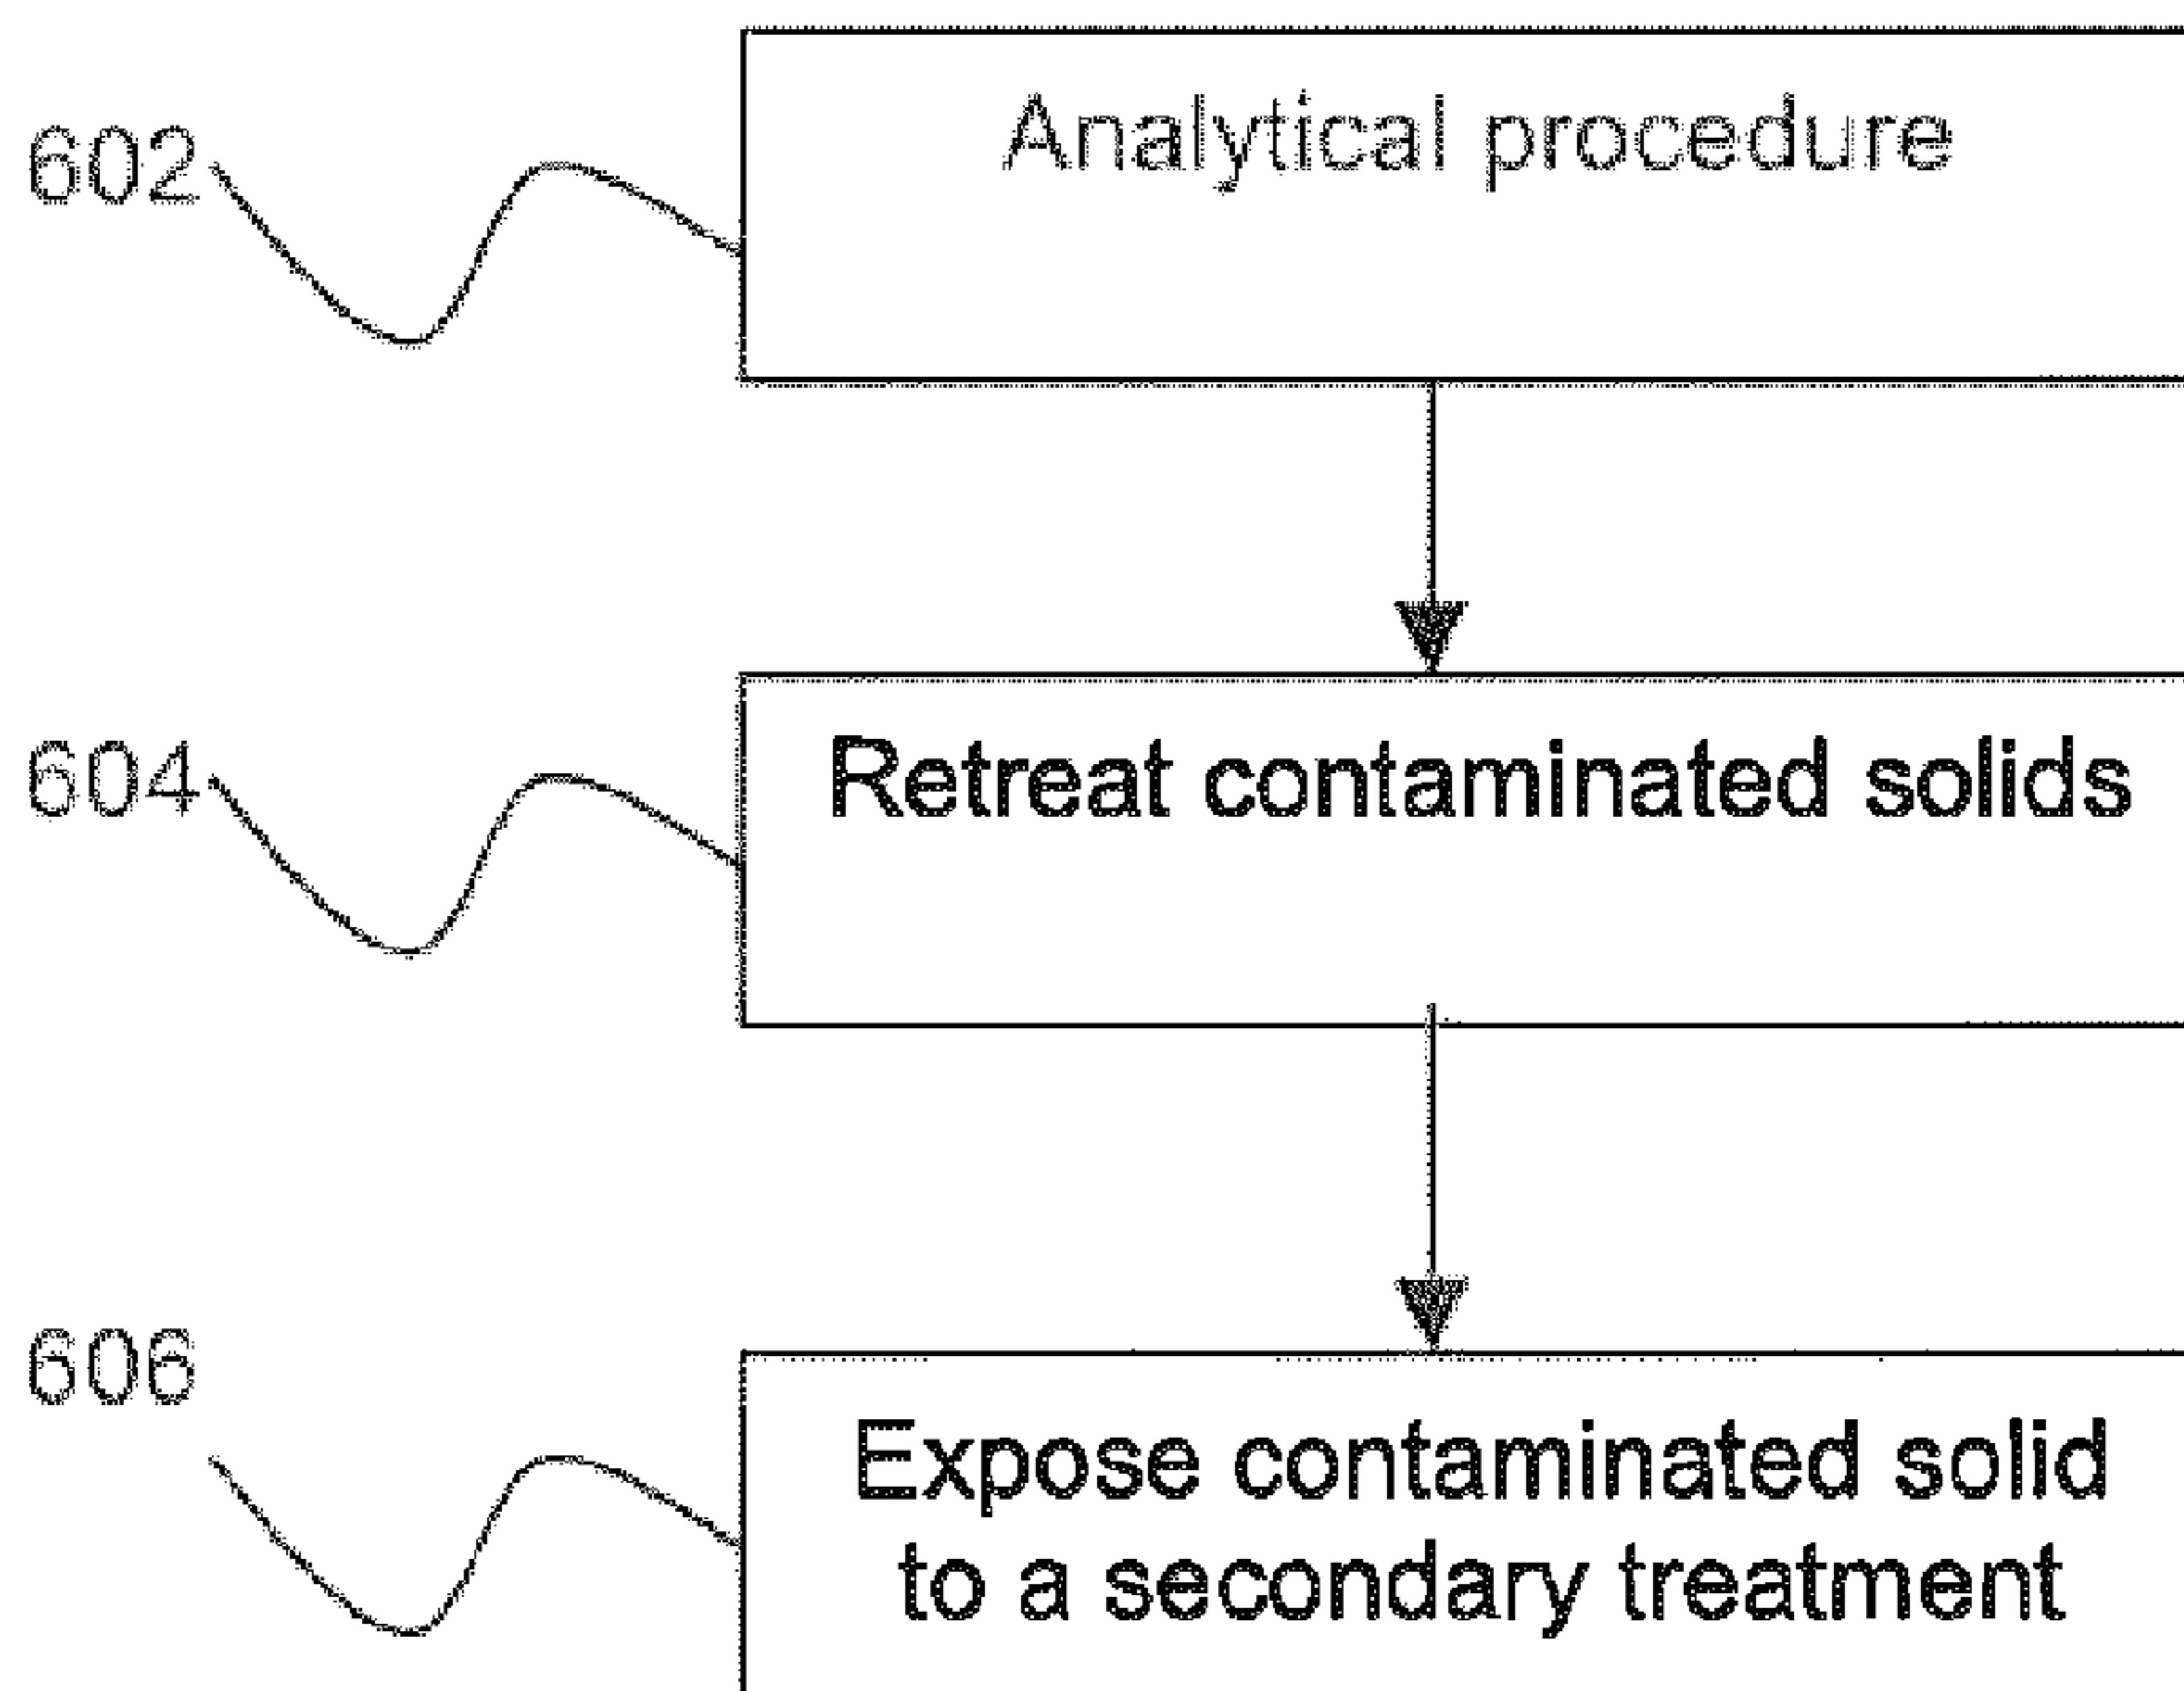 602
Analytical procedure
604
Retreat contaminated solids
606
Expose contaminated solid
to a secondary treatment